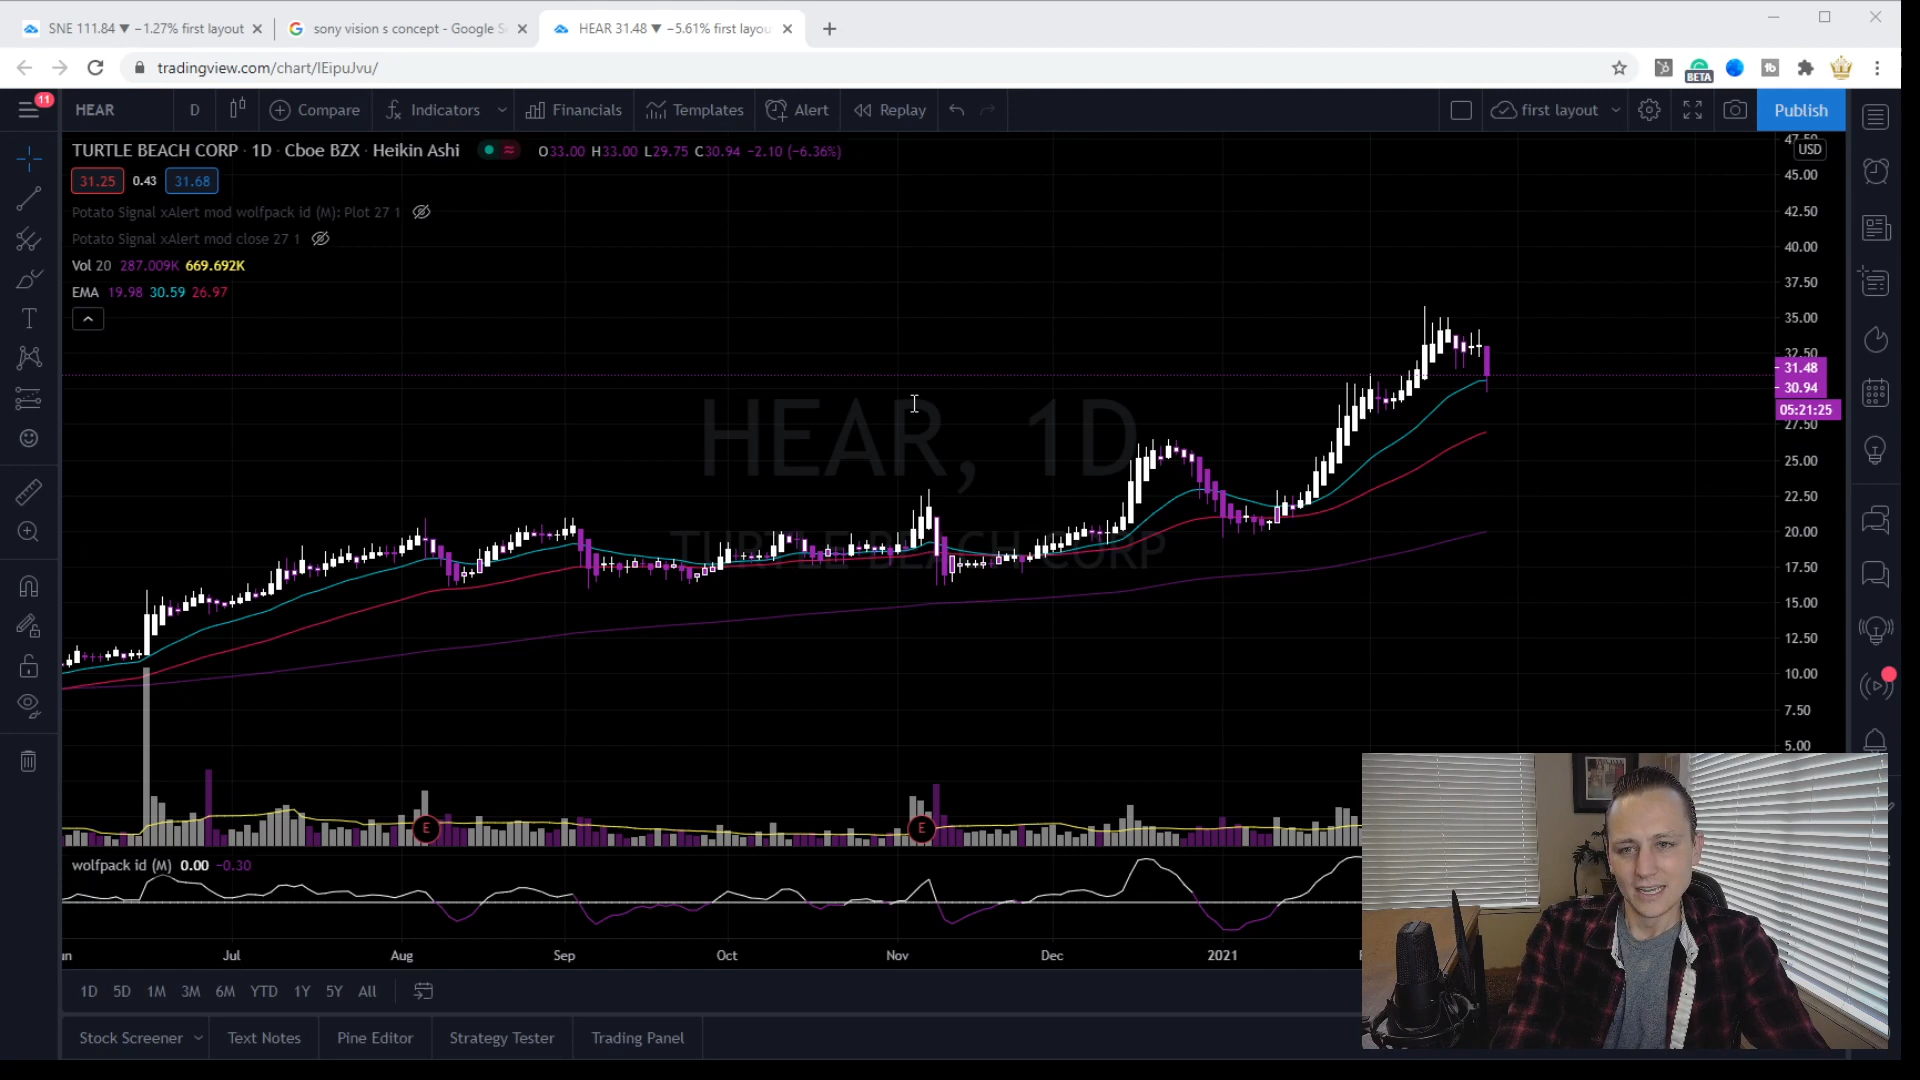 SNE 111.84 ▼ −1.27% first layout
sony vision s concept - Google S
HEAR 31.48 ▼ −5.61% first layou
tradingview.com/chart/lEipuJvu/
BETA
11
HEAR
D
Compare
Indicators
Financials
Templates
Alert
Replay
first layout
Publish
TURTLE BEACH CORP · 1D · Cboe BZX · Heikin Ashi
O33.00 H33.00 L29.75 C30.94 −2.10 (−6.36%)
31.25 0.43 31.68
Potato Signal xAlert mod wolfpack id (M): Plot 27 1
Potato Signal xAlert mod close 27 1
Vol 20 287.009K 669.692K
EMA 19.98 30.59 26.97
HEAR, 1D
TURTLE BEACH CORP
47.50
USD
45.00
42.50
40.00
37.50
35.00
32.50
31.48
30.94
05:21:25
27.50
25.00
22.50
20.00
17.50
15.00
12.50
10.00
7.50
5.00
E
E
wolfpack id (M) 0.00 −0.30
Jul Aug Sep Oct Nov Dec 2021
1D 5D 1M 3M 6M YTD 1Y 5Y All
Stock Screener
Text Notes
Pine Editor
Strategy Tester
Trading Panel